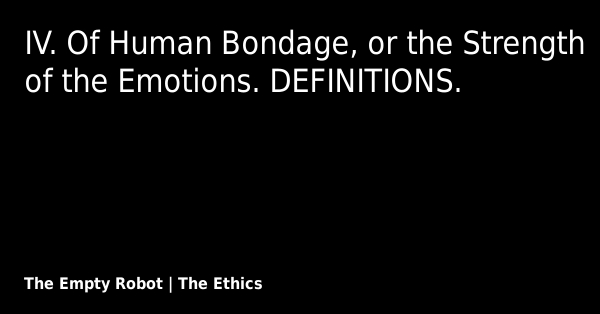 IV. Of Human Bondage, or the Strength
of the Emotions. DEFINITIONS.
The Empty Robot | The Ethics